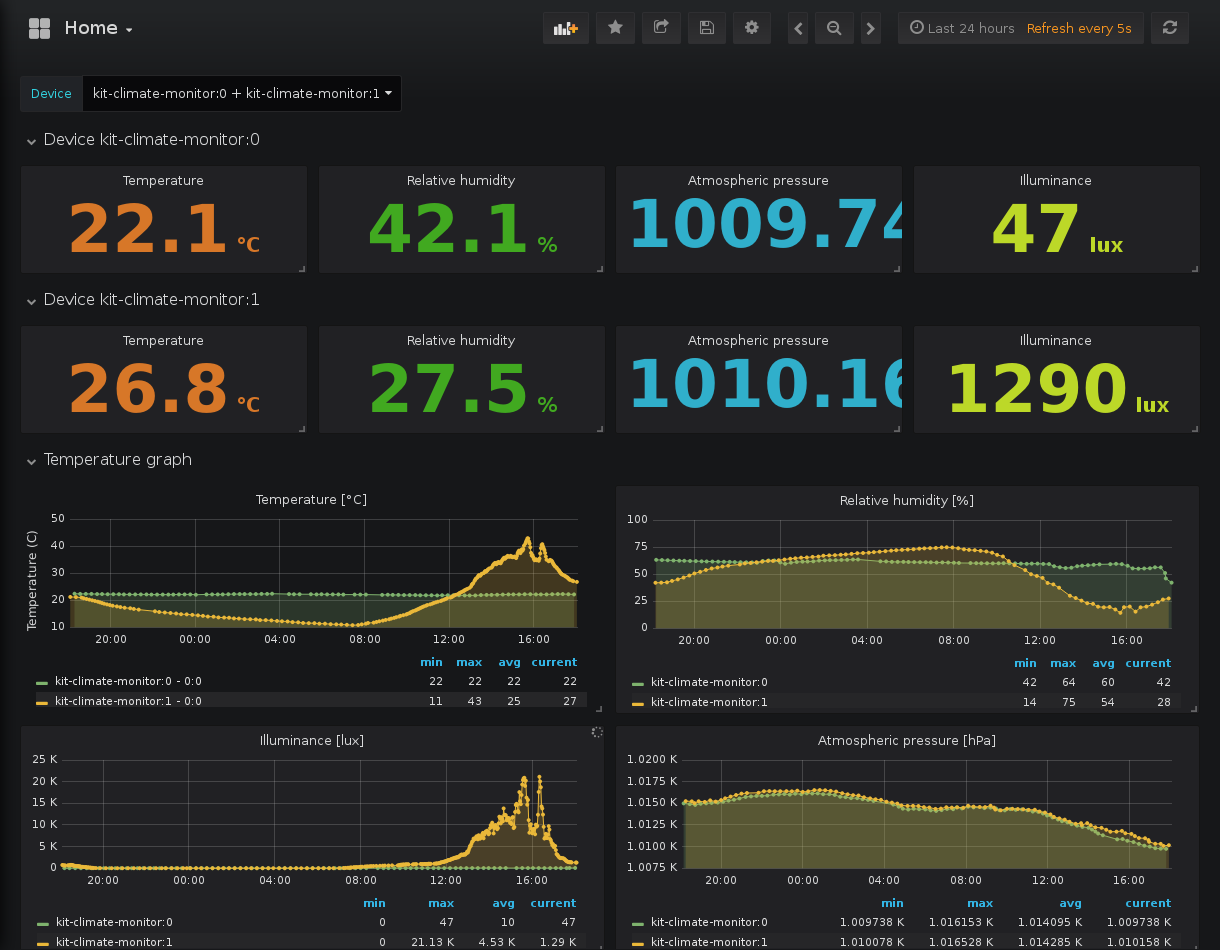 Home
Last 24 hours Refresh every 5s
Device kit-climate-monitor:0 + kit-climate-monitor:1
Device kit-climate-monitor:0
Temperature
22.1 °C
Relative humidity
42.1 %
Atmospheric pressure
1009.74
Illuminance
47 lux
Device kit-climate-monitor:1
Temperature
26.8 °C
Relative humidity
27.5 %
Atmospheric pressure
1010.16
Illuminance
1290 lux
Temperature graph
Temperature [°C]
Temperature (C)
50
40
30
20
10
20:00 00:00 04:00 08:00 12:00 16:00
min max avg current
kit-climate-monitor:0 - 0:0 22 22 22 22
kit-climate-monitor:1 - 0:0 11 43 25 27
Relative humidity [%]
100
75
50
25
0
20:00 00:00 04:00 08:00 12:00 16:00
min max avg current
kit-climate-monitor:0 42 64 60 42
kit-climate-monitor:1 14 75 54 28
Illuminance [lux]
25 K
20 K
15 K
10 K
5 K
0
20:00 00:00 04:00 08:00 12:00 16:00
min max avg current
kit-climate-monitor:0 0 47 10 47
kit-climate-monitor:1 0 21.13 K 4.53 K 1.29 K
Atmospheric pressure [hPa]
1.0200 K
1.0175 K
1.0150 K
1.0125 K
1.0100 K
1.0075 K
20:00 00:00 04:00 08:00 12:00 16:00
min max avg current
kit-climate-monitor:0 1.009738 K 1.016153 K 1.014095 K 1.009738 K
kit-climate-monitor:1 1.010078 K 1.016528 K 1.014285 K 1.010158 K